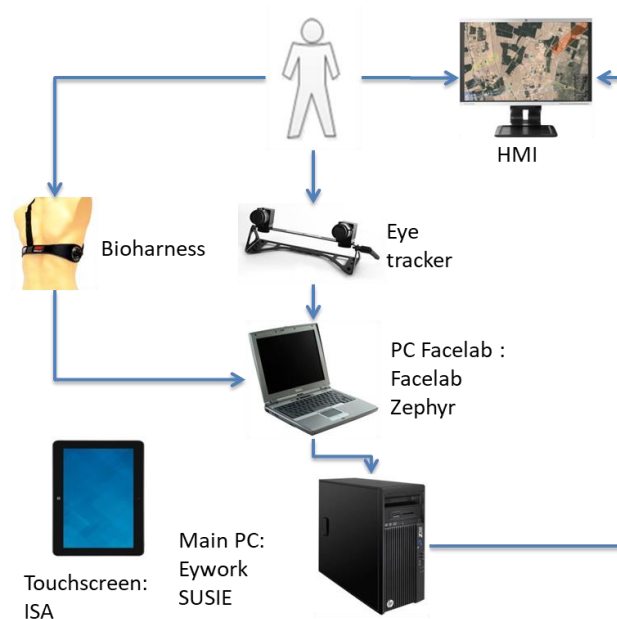 HMI
Bioharness
Eye
tracker
PC Facelab :
Facelab
Zephyr
Main PC:
Eywork
SUSIE
Touchscreen:
ISA